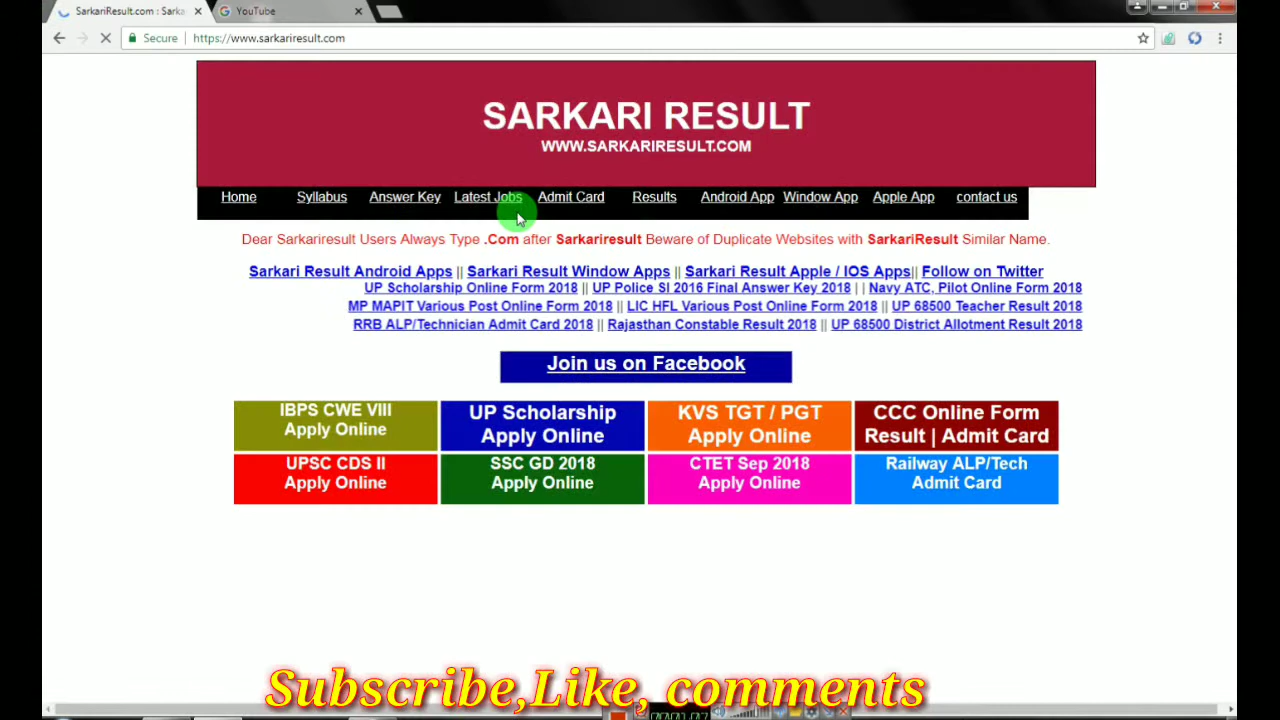 SarkariResult.com : Sarka
YouTube
Secure | https://www.sarkariresult.com
SARKARI RESULT
WWW.SARKARIRESULT.COM
Home Syllabus Answer Key Latest Jobs Admit Card Results Android App Window App Apple App contact us
Dear Sarkariresult Users Always Type .Com after Sarkariresult Beware of Duplicate Websites with SarkariResult Similar Name.
Sarkari Result Android Apps || Sarkari Result Window Apps || Sarkari Result Apple / IOS Apps|| Follow on Twitter
UP Scholarship Online Form 2018 || UP Police SI 2016 Final Answer Key 2018 | | Navy ATC, Pilot Online Form 2018
MP MAPIT Various Post Online Form 2018 || LIC HFL Various Post Online Form 2018 || UP 68500 Teacher Result 2018
RRB ALP/Technician Admit Card 2018 || Rajasthan Constable Result 2018 || UP 68500 District Allotment Result 2018
Join us on Facebook
IBPS CWE VIII
Apply Online
UP Scholarship
Apply Online
KVS TGT / PGT
Apply Online
CCC Online Form
Result | Admit Card
UPSC CDS II
Apply Online
SSC GD 2018
Apply Online
CTET Sep 2018
Apply Online
Railway ALP/Tech
Admit Card
Subscribe,Like, comments